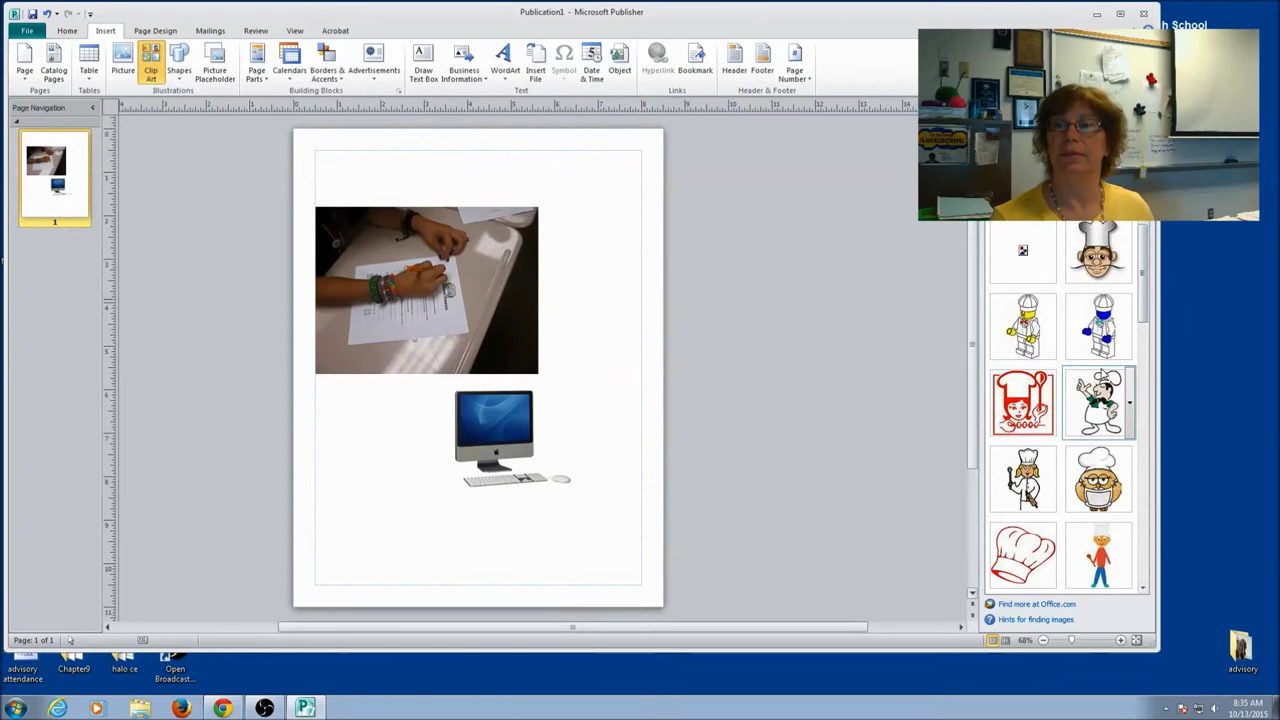 Publication1 - Microsoft Publisher
File Home Insert Page Design Mailings Review View Acrobat
Page Catalog Pages Table Picture Clip Art Shapes Picture Placeholder Page Parts Calendars Borders & Accents Advertisements Draw Text Box Business Information WordArt Insert File Symbol Date & Time Object Hyperlink Bookmark Header Footer Page Number
Pages Tables Illustrations Building Blocks Text Links Header & Footer
Page Navigation
h School
1
Find more at Office.com
Hints for finding images
Page: 1 of 1
68%
advisory attendance
Chapter9
halo ce
Open Broadcast...
advisory
8:35 AM
10/13/2015